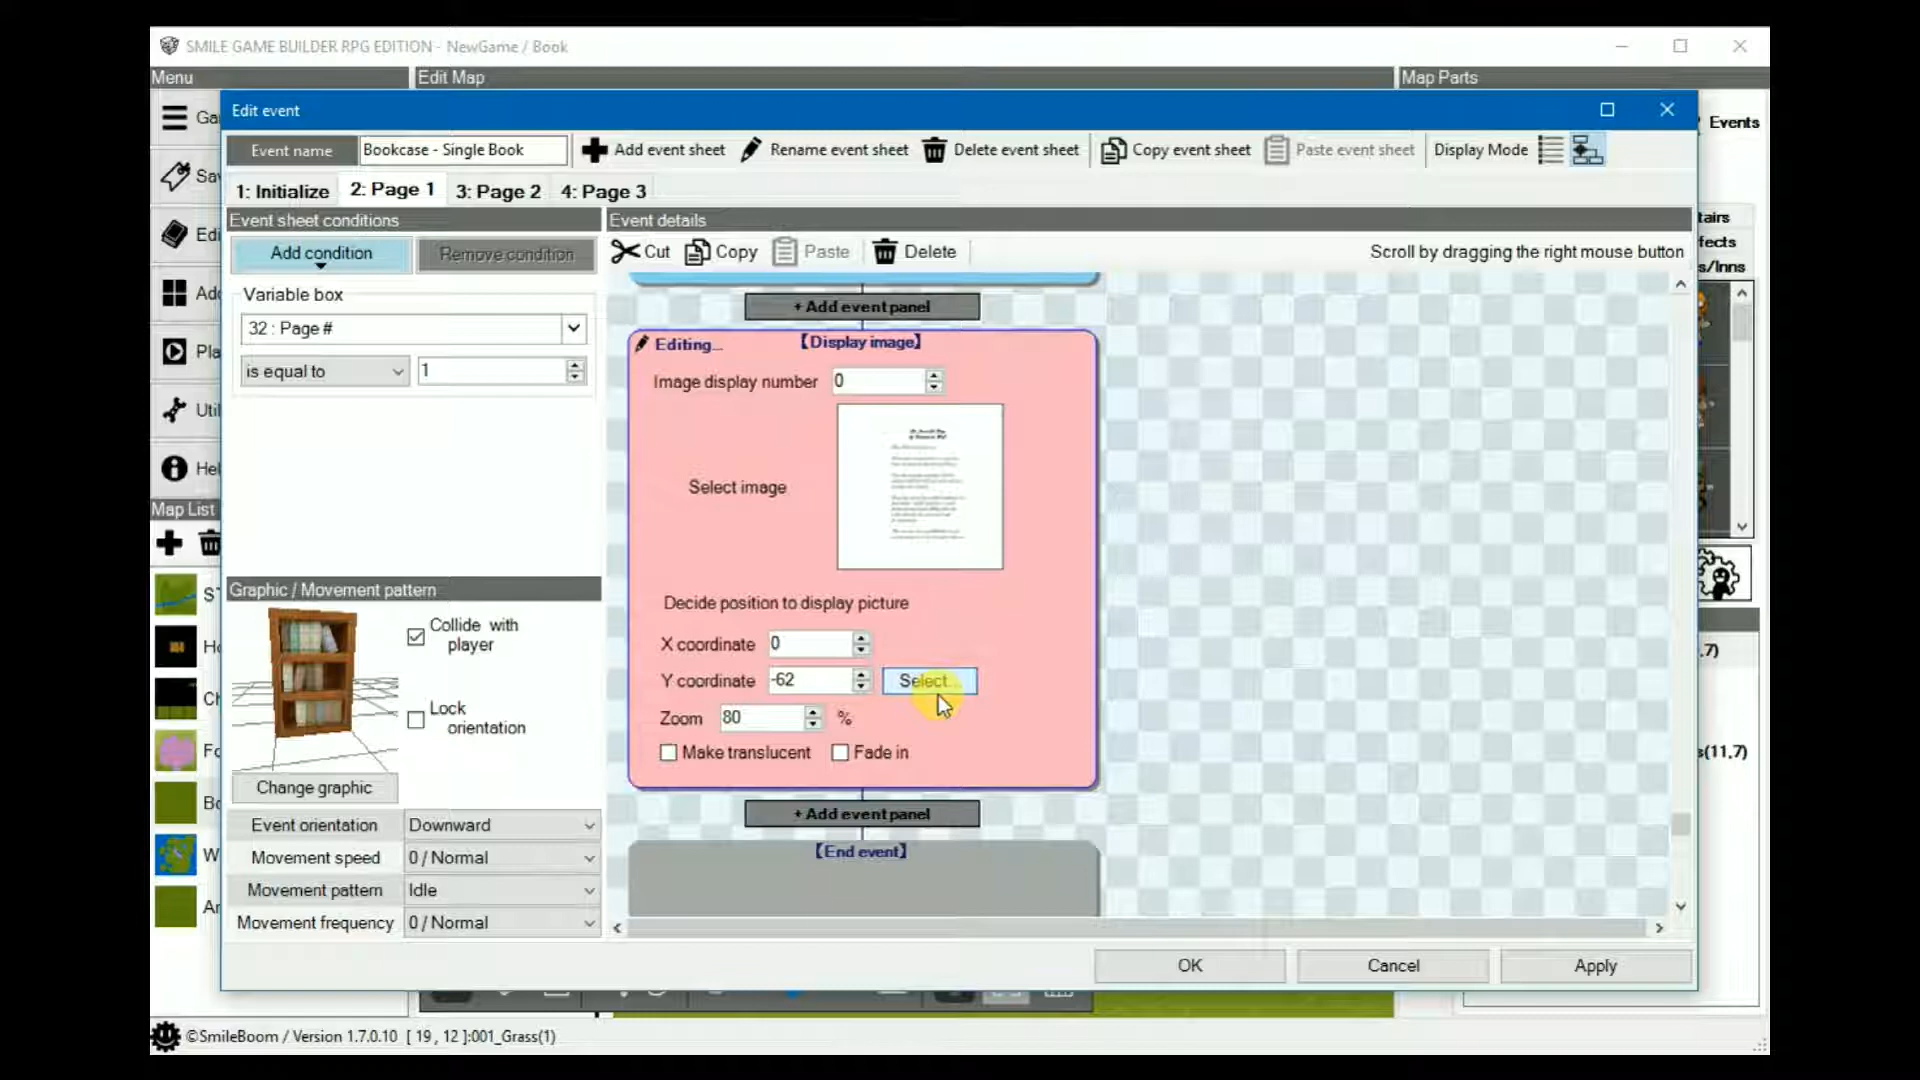 SMILE GAME BUILDER RPG EDITION - NewGame / Book
Menu
Edit Map
Map Parts
Edit event
Events
Event name
Bookcase - Single Book
Add event sheet
Rename event sheet
Delete event sheet
Copy event sheet
Paste event sheet
Display Mode
1: Initialize
2: Page 1
3: Page 2
4: Page 3
Event sheet conditions
Event details
Add condition
Remove condition
Cut
Copy
Paste
Delete
Scroll by dragging the right mouse button
Variable box
32 : Page #
is equal to
1
+ Add event panel
Editing...
【Display image】
Image display number
0
Select image
Decide position to display picture
X coordinate
0
Y coordinate
-62
Select...
Zoom
80
%
Make translucent
Fade in
+ Add event panel
【End event】
Map List
Graphic / Movement pattern
Collide with
player
Lock
orientation
Change graphic
Event orientation
Downward
Movement speed
0 / Normal
Movement pattern
Idle
Movement frequency
0 / Normal
OK
Cancel
Apply
©SmileBoom / Version 1.7.0.10 [ 19 , 12 ]:001_Grass(1)